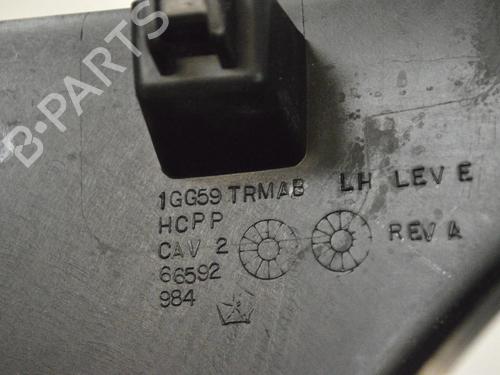 B-PARTS
1GG59 TRMAB LH LEV E
HCPP
CAV 2 REV A
66592
984